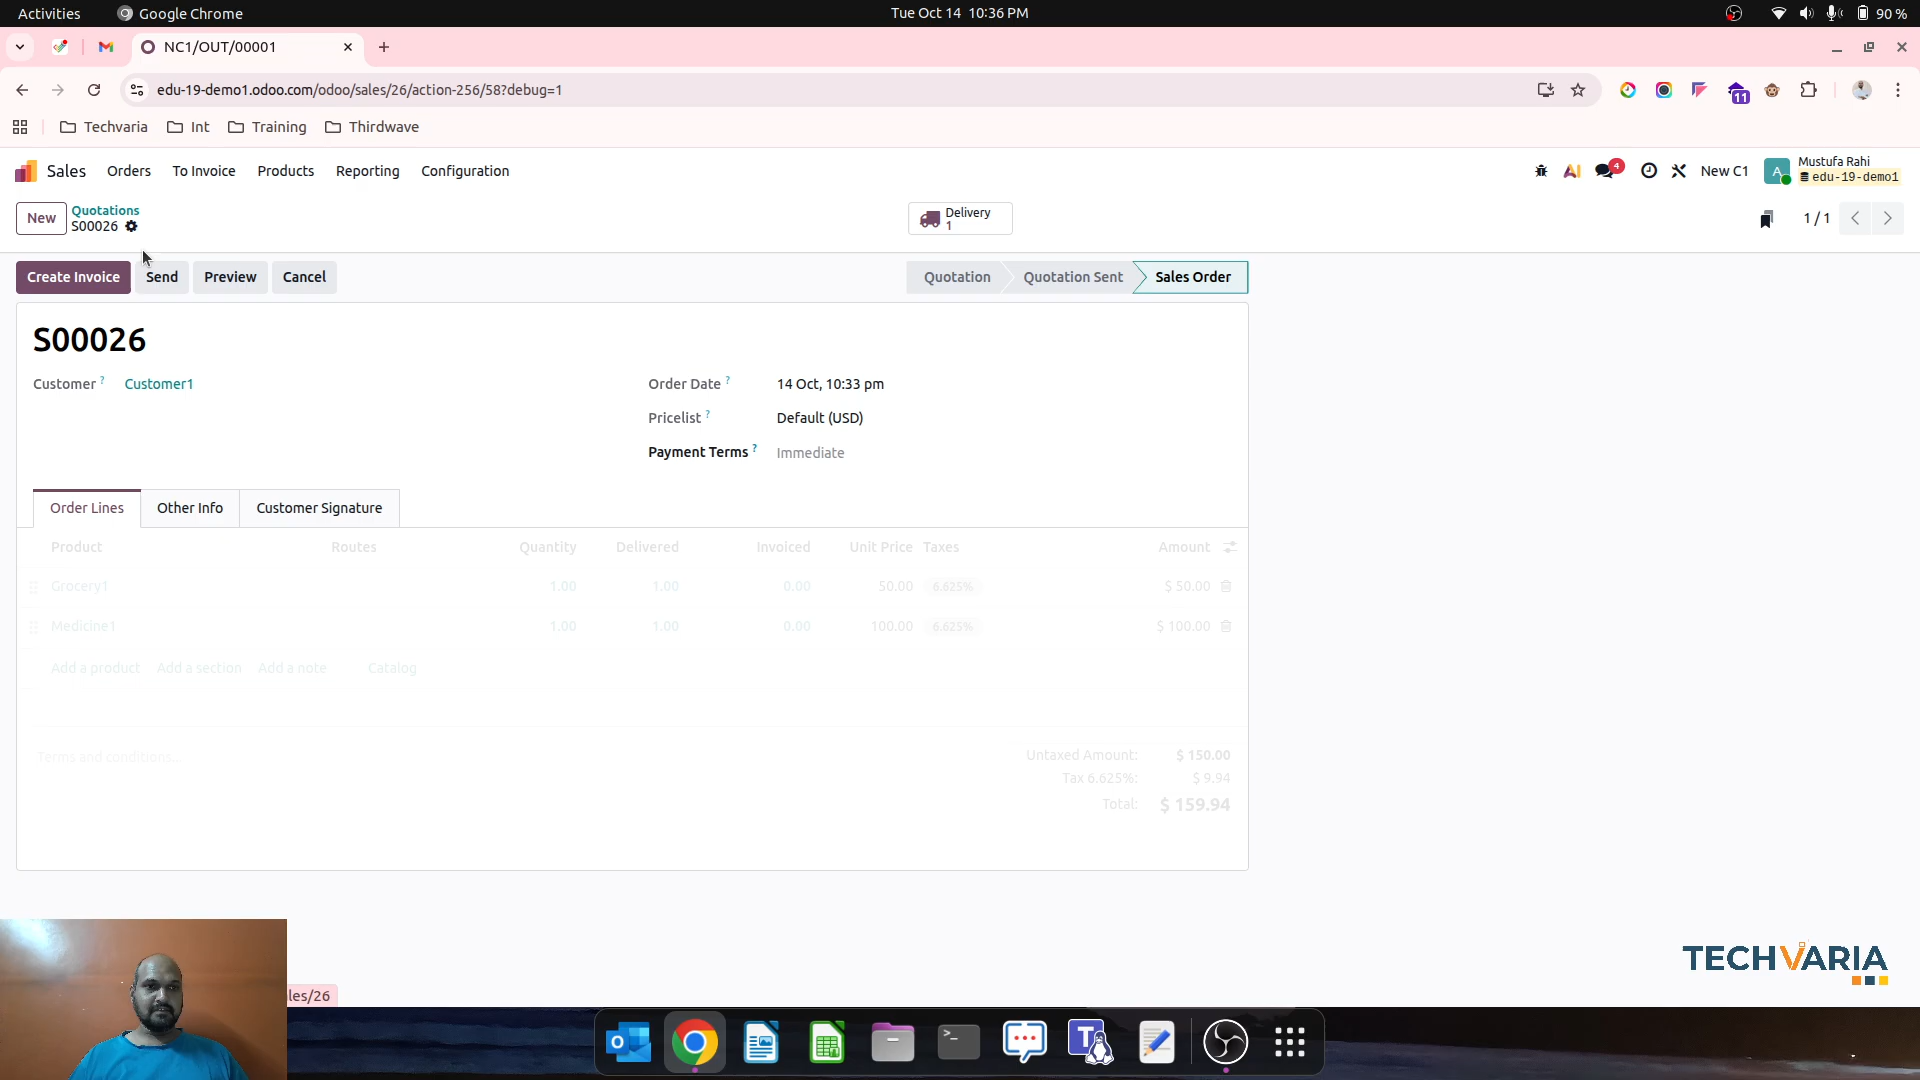 Activities Google Chrome Tue Oct 14 10:36 PM 90 %
NC1/OUT/00001
edu-19-demo1.odoo.com/odoo/sales/26/action-256/58?debug=1
11
Techvaria Int Training Thirdwave
Sales Orders To Invoice Products Reporting Configuration AI 4 New C1 A Mustufa Rahi
edu-19-demo1
New Quotations Delivery
S00026 1 1 / 1
Create Invoice Send Preview Cancel Quotation Quotation Sent Sales Order
S00026
Customer ? Customer1 Order Date ? 14 Oct, 10:33 pm
Pricelist ? Default (USD)
Payment Terms ? Immediate
Order Lines Other Info Customer Signature
Product Routes Quantity Delivered Invoiced Unit Price Taxes Amount
Grocery1 1.00 1.00 0.00 50.00 6.625% $ 50.00
Medicine1 1.00 1.00 0.00 100.00 6.625% $ 100.00
Add a product Add a section Add a note Catalog
Terms and conditions... Untaxed Amount: $ 150.00
Tax 6.625%: $ 9.94
Total: $ 159.94
TECHVARIA
les/26